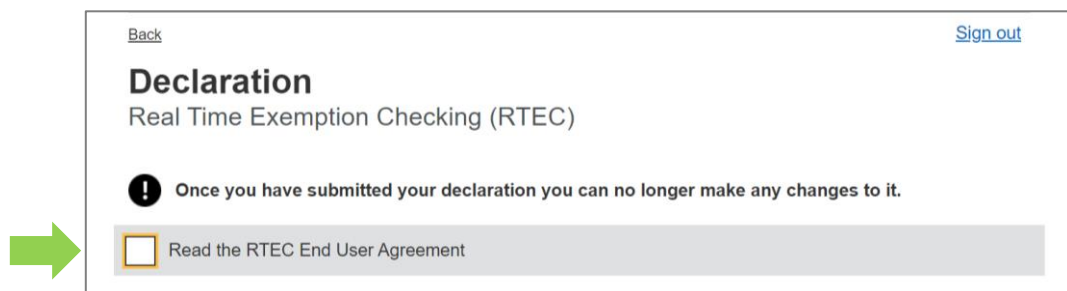 Back
Sign out
Declaration
Real Time Exemption Checking (RTEC)
! Once you have submitted your declaration you can no longer make any changes to it.
Read the RTEC End User Agreement